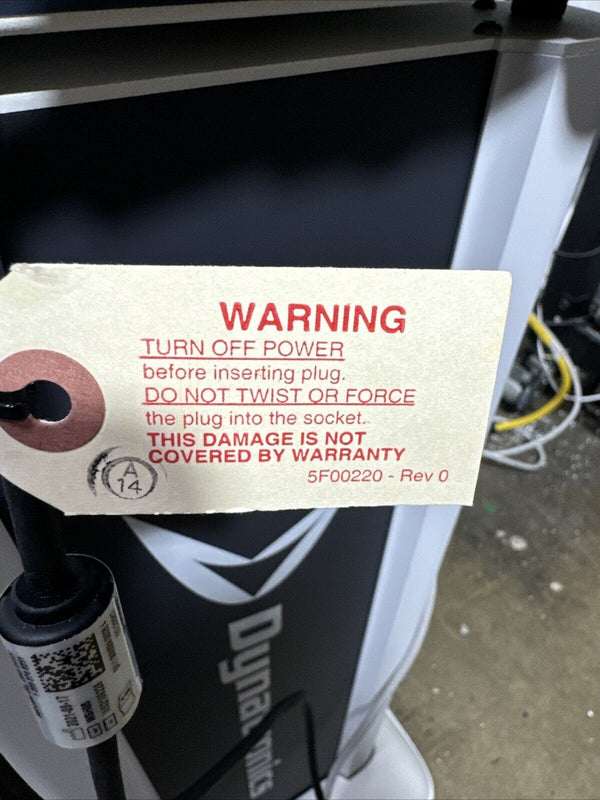 WARNING
TURN OFF POWER
before inserting plug.
DO NOT TWIST OR FORCE
the plug into the socket.
THIS DAMAGE IS NOT
COVERED BY WARRANTY
5F00220 - Rev 0
A
14
Dynatronics